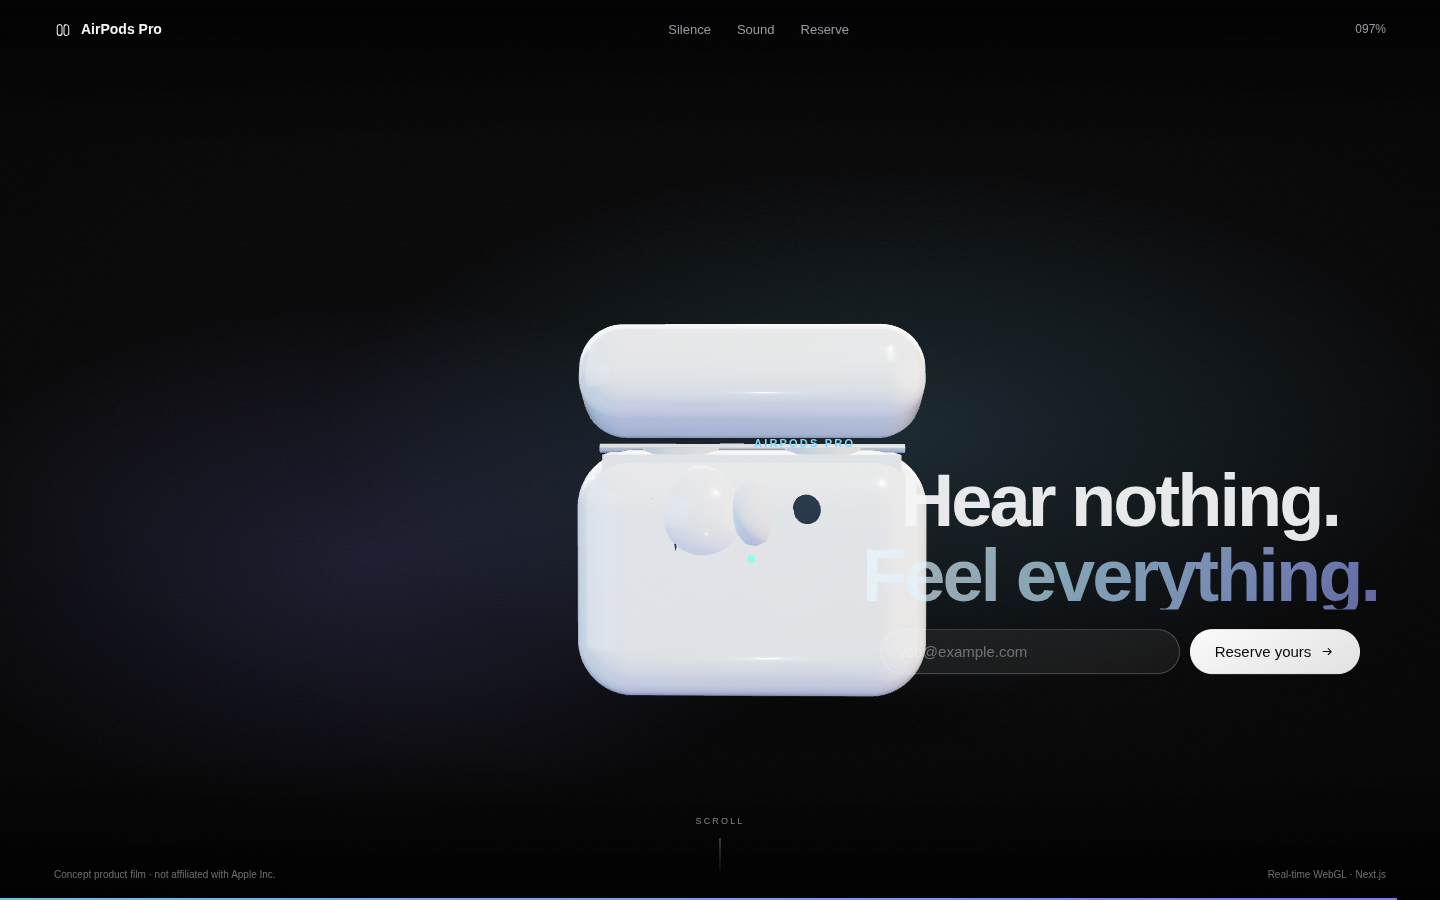 AirPods Pro
Silence
Sound
Reserve
097%
AIRPODS PRO
Hear nothing.
Feel everything.
you@example.com
Reserve yours →
SCROLL
Concept product film · not affiliated with Apple Inc.
Real-time WebGL · Next.js